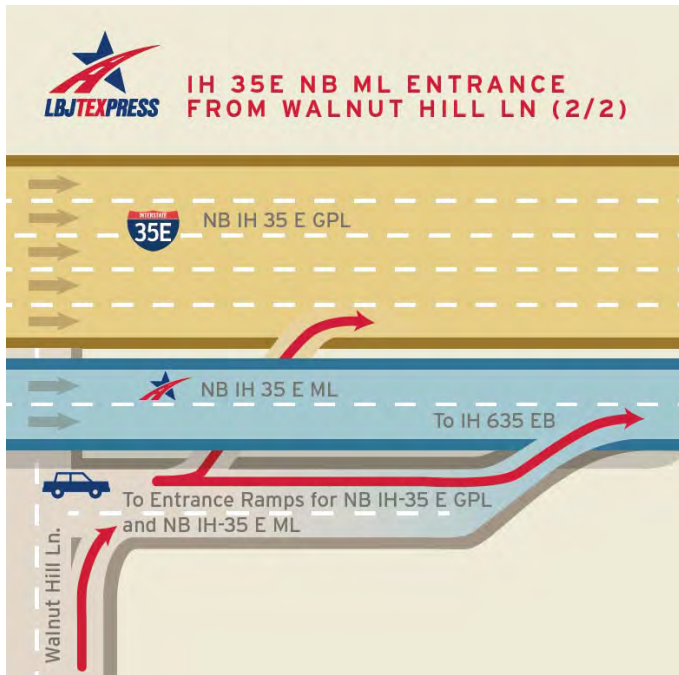 LBJTEXPRESS
IH 35E NB ML ENTRANCE
FROM WALNUT HILL LN (2/2)
INTERSTATE
35E
NB IH 35 E GPL
NB IH 35 E ML
To IH 635 EB
To Entrance Ramps for NB IH-35 E GPL
and NB IH-35 E ML
Walnut Hill Ln.